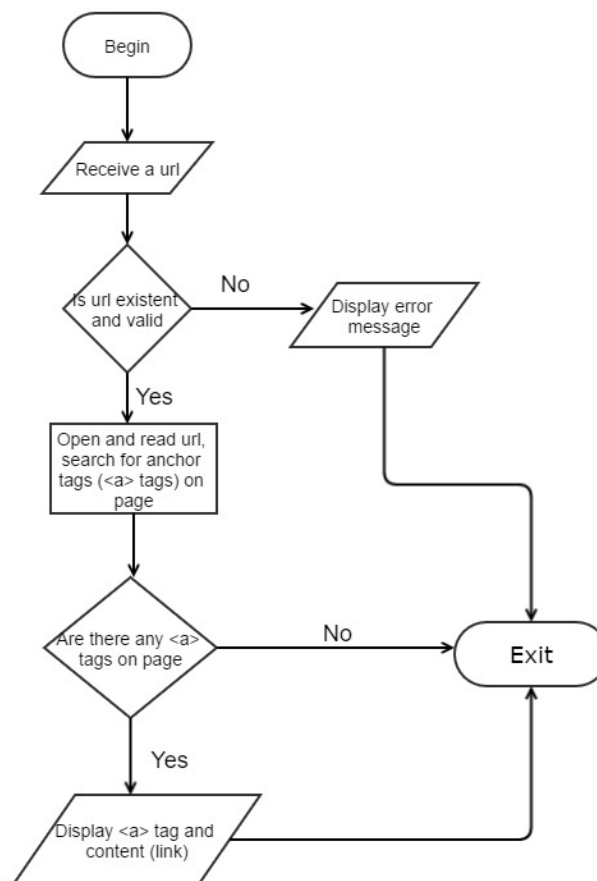 Begin
Receive a url
Is url existent
and valid
No
Display error
message
Yes
Open and read url,
search for anchor
tags (<a> tags) on
page
Are there any <a>
tags on page
No
Exit
Yes
Display <a> tag and
content (link)